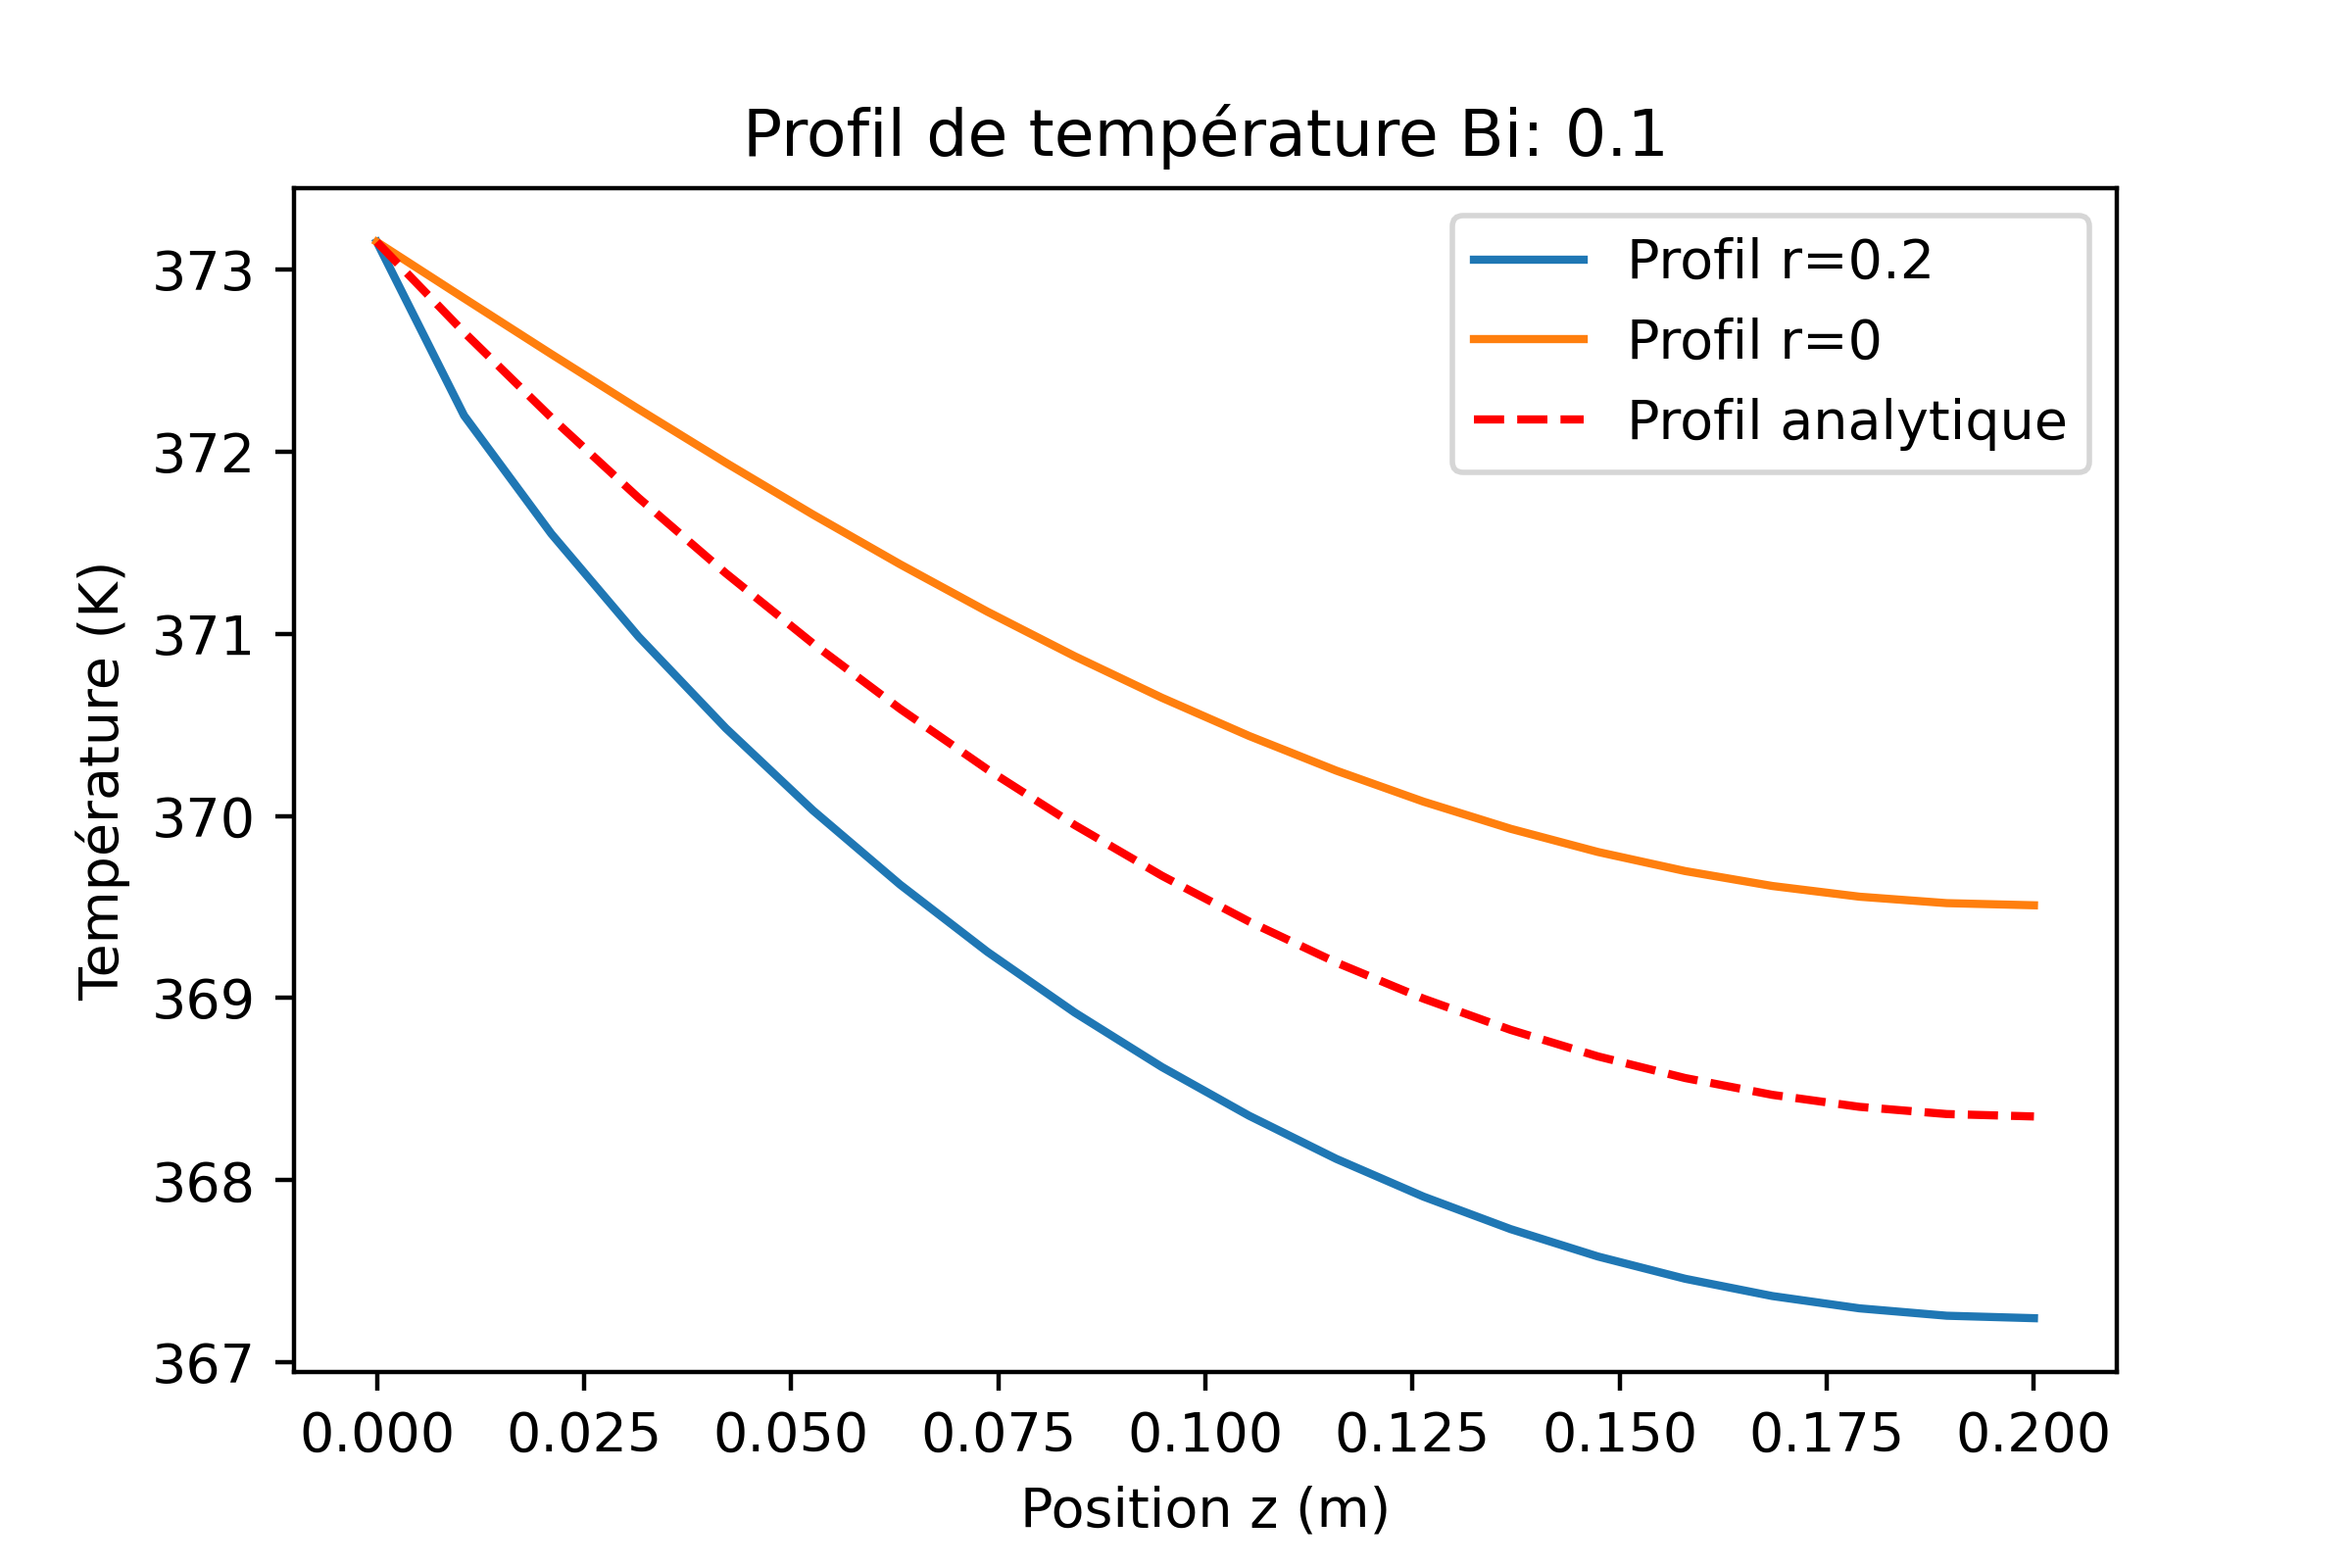 Profil de température Bi: 0.1
Profil r=0.2
Profil r=0
Profil analytique
Température (K)
373
372
371
370
369
368
367
0.000 0.025 0.050 0.075 0.100 0.125 0.150 0.175 0.200
Position z (m)